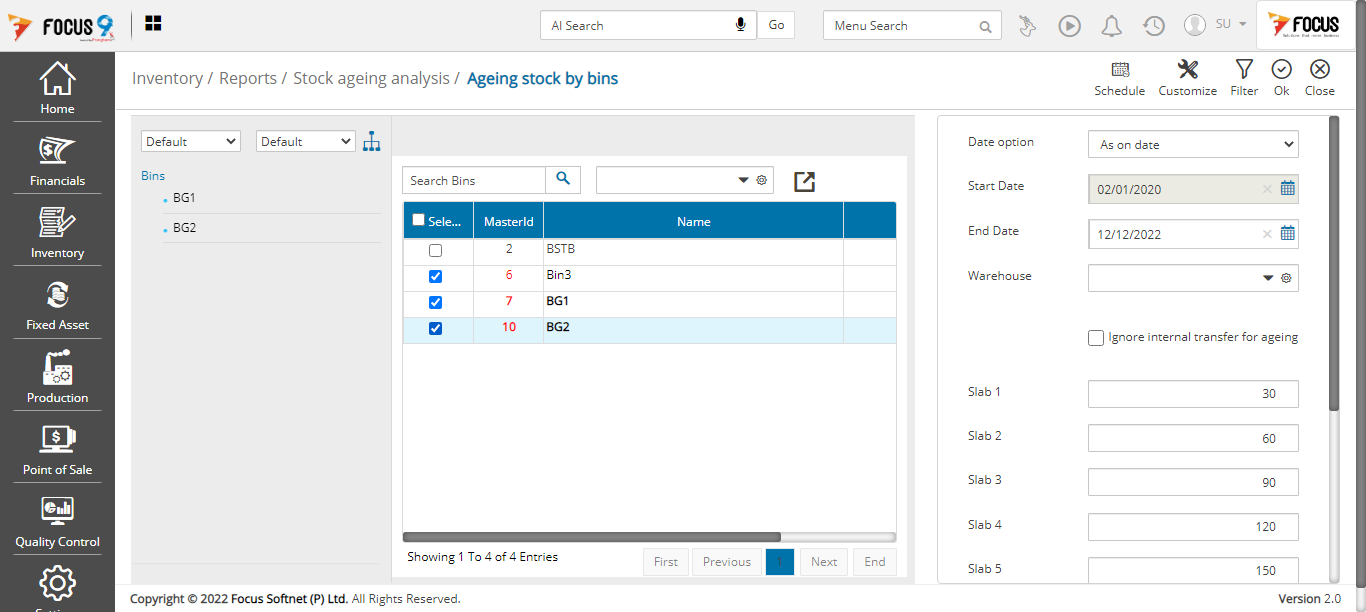 FOCUS 9
AI Search
Go
Menu Search
SU
FOCUS
Home
Financials
Inventory
Fixed Asset
Production
Point of Sale
Quality Control
Inventory / Reports / Stock ageing analysis / Ageing stock by bins
Schedule
Customize
Filter
Ok
Close
Default
Default
Bins
BG1
BG2
Search Bins
Sele... MasterId Name
2 BSTB
6 Bin3
7 BG1
10 BG2
Showing 1 To 4 of 4 Entries
First Previous 1 Next End
Date option As on date
Start Date 02/01/2020
End Date 12/12/2022
Warehouse
Ignore internal transfer for ageing
Slab 1 30
Slab 2 60
Slab 3 90
Slab 4 120
Slab 5 150
Copyright © 2022 Focus Softnet (P) Ltd. All Rights Reserved.
Version 2.0